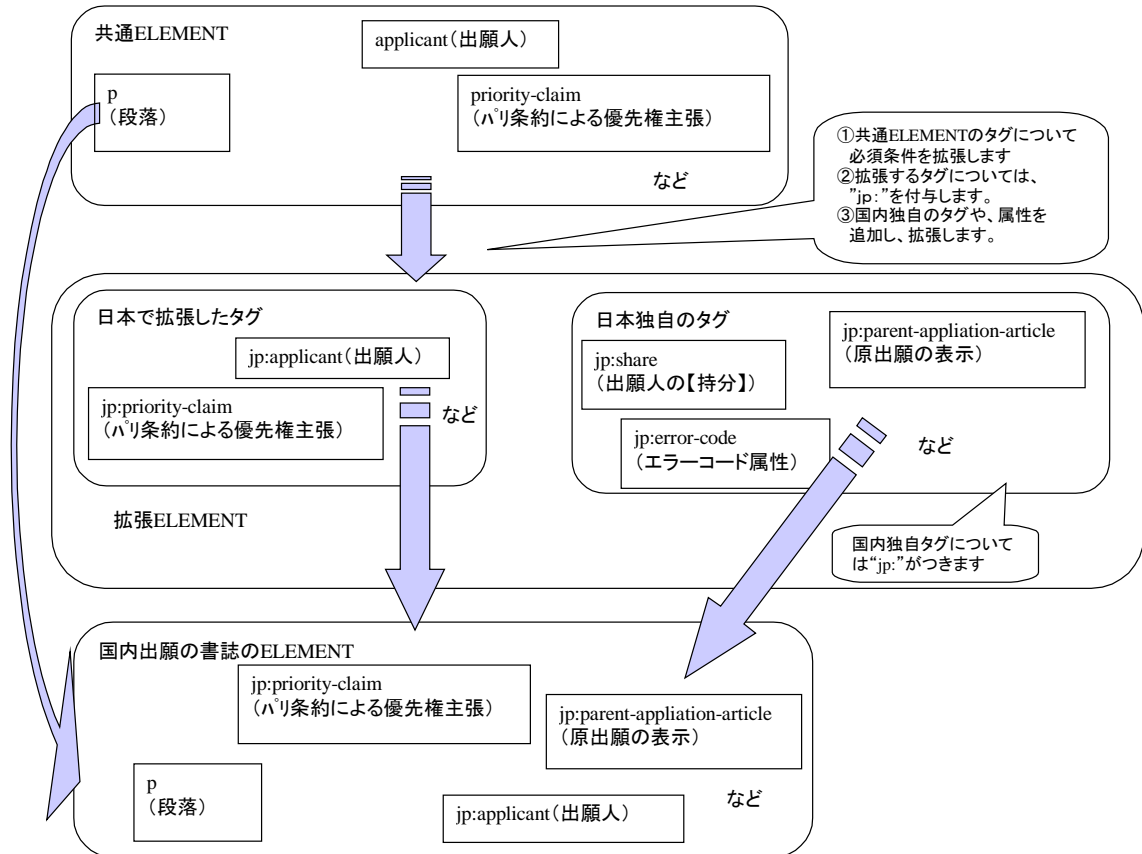 共通ELEMENT
applicant（出願人）
p
（段落）
priority-claim
（ﾊﾟﾘ条約による優先権主張）
など
①共通ELEMENTのタグについて
必須条件を拡張します
②拡張するタグについては、
”jp：”を付与します。
③国内独自のタグや、属性を
追加し、拡張します。
日本で拡張したタグ
jp:applicant（出願人）
jp:priority-claim
（ﾊﾟﾘ条約による優先権主張）
など
日本独自のタグ
jp:parent-appliation-article
（原出願の表示）
jp:share
（出願人の【持分】）
jp:error-code
（エラーコード属性）
など
拡張ELEMENT
国内独自タグについて
は“jp:”がつきます
国内出願の書誌のELEMENT
jp:priority-claim
（ﾊﾟﾘ条約による優先権主張）
jp:parent-appliation-article
（原出願の表示）
p
（段落）
jp:applicant（出願人）
など